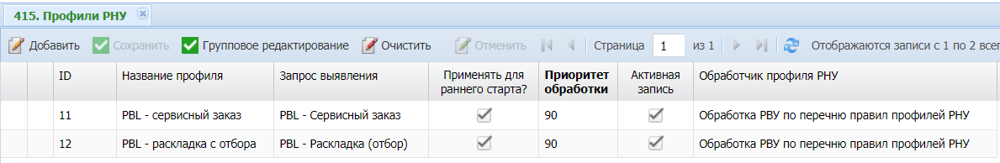 415. Профили РНУ
Добавить Сохранить Групповое редактирование Очистить Отменить Страница 1 из 1 Отображаются записи с 1 по 2 всег
ID Название профиля Запрос выявления Применять для раннего старта? Приоритет обработки Активная запись Обработчик профиля РНУ
11 PBL - сервисный заказ PBL - Сервисный заказ 90 Обработка РВУ по перечню правил профилей РНУ
12 PBL - раскладка с отбора PBL - Раскладка (отбор) 90 Обработка РВУ по перечню правил профилей РНУ